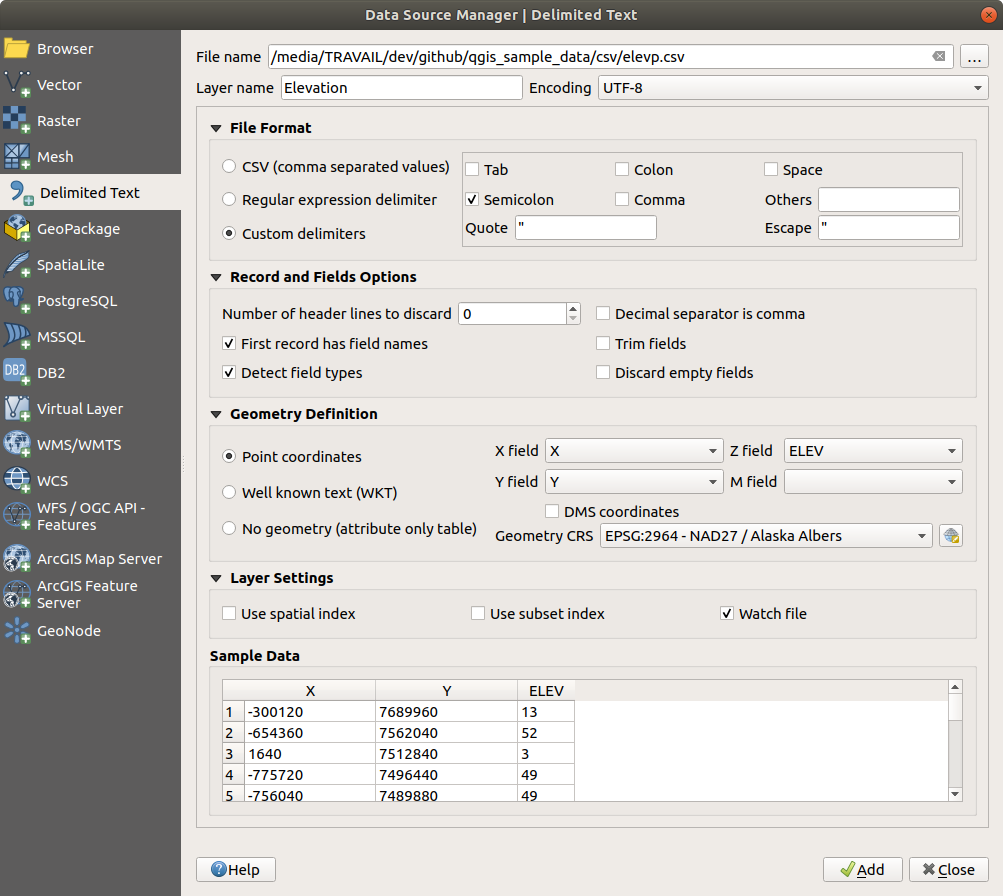 Data Source Manager | Delimited Text
Browser
Vector
Raster
Mesh
Delimited Text
GeoPackage
SpatiaLite
PostgreSQL
MSSQL
DB2
DB2
Virtual Layer
WMS/WMTS
WCS
WFS / OGC API -
Features
ArcGIS Map Server
ArcGIS Feature
Server
GeoNode
File name /media/TRAVAIL/dev/github/qgis_sample_data/csv/elevp.csv ...
Layer name Elevation Encoding UTF-8
File Format
CSV (comma separated values) Tab Colon Space
Regular expression delimiter Semicolon Comma Others
Custom delimiters Quote " Escape "
Record and Fields Options
Number of header lines to discard 0 Decimal separator is comma
First record has field names Trim fields
Detect field types Discard empty fields
Geometry Definition
Point coordinates X field X Z field ELEV
Well known text (WKT) Y field Y M field
DMS coordinates
No geometry (attribute only table) Geometry CRS EPSG:2964 - NAD27 / Alaska Albers
Layer Settings
Use spatial index Use subset index Watch file
Sample Data
X Y ELEV
1 -300120 7689960 13
2 -654360 7562040 52
3 1640 7512840 3
4 -775720 7496440 49
5 -756040 7489880 49
Help Add Close